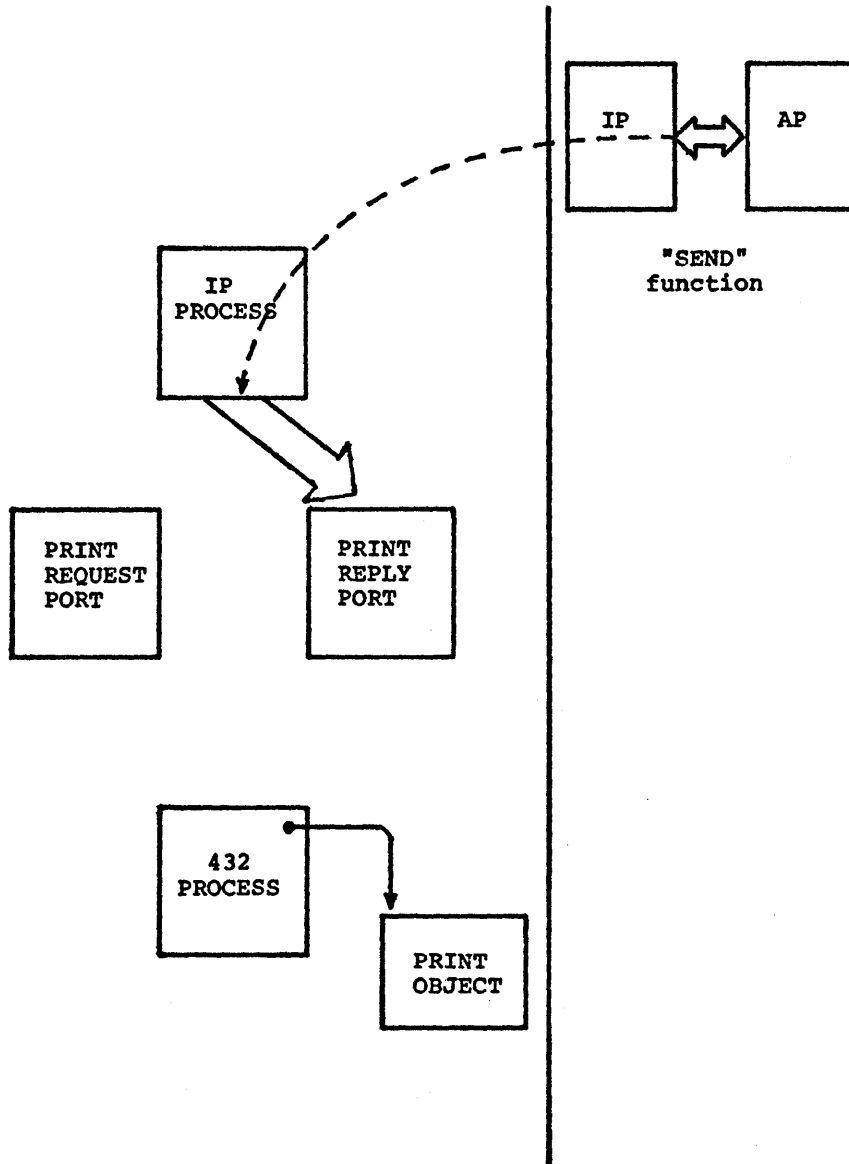 IP
AP
"SEND"
function
IP
PROCESS
PRINT
REQUEST
PORT
PRINT
REPLY
PORT
432
PROCESS
PRINT
OBJECT